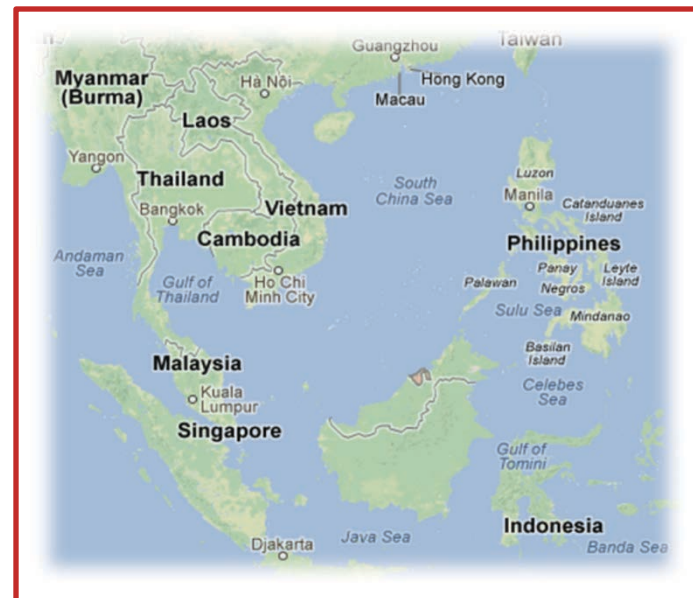 Taiwan
Guangzhou
Hong Kong
Macau
Myanmar
(Burma)
Hà Nội
Laos
Yangon
Thailand
Bangkok
Vietnam
Cambodia
South
China Sea
Luzon
Manila
Catanduanes
Island
Philippines
Andaman
Sea
Gulf of
Thailand
Ho Chi
Minh City
Palawan
Panay
Negros
Leyte
Island
Sulu Sea
Mindanao
Basilan
Island
Malaysia
Kuala
Lumpur
Singapore
Celebes
Sea
Gulf of
Tomini
Indonesia
Djakarta
Java Sea
Banda Sea